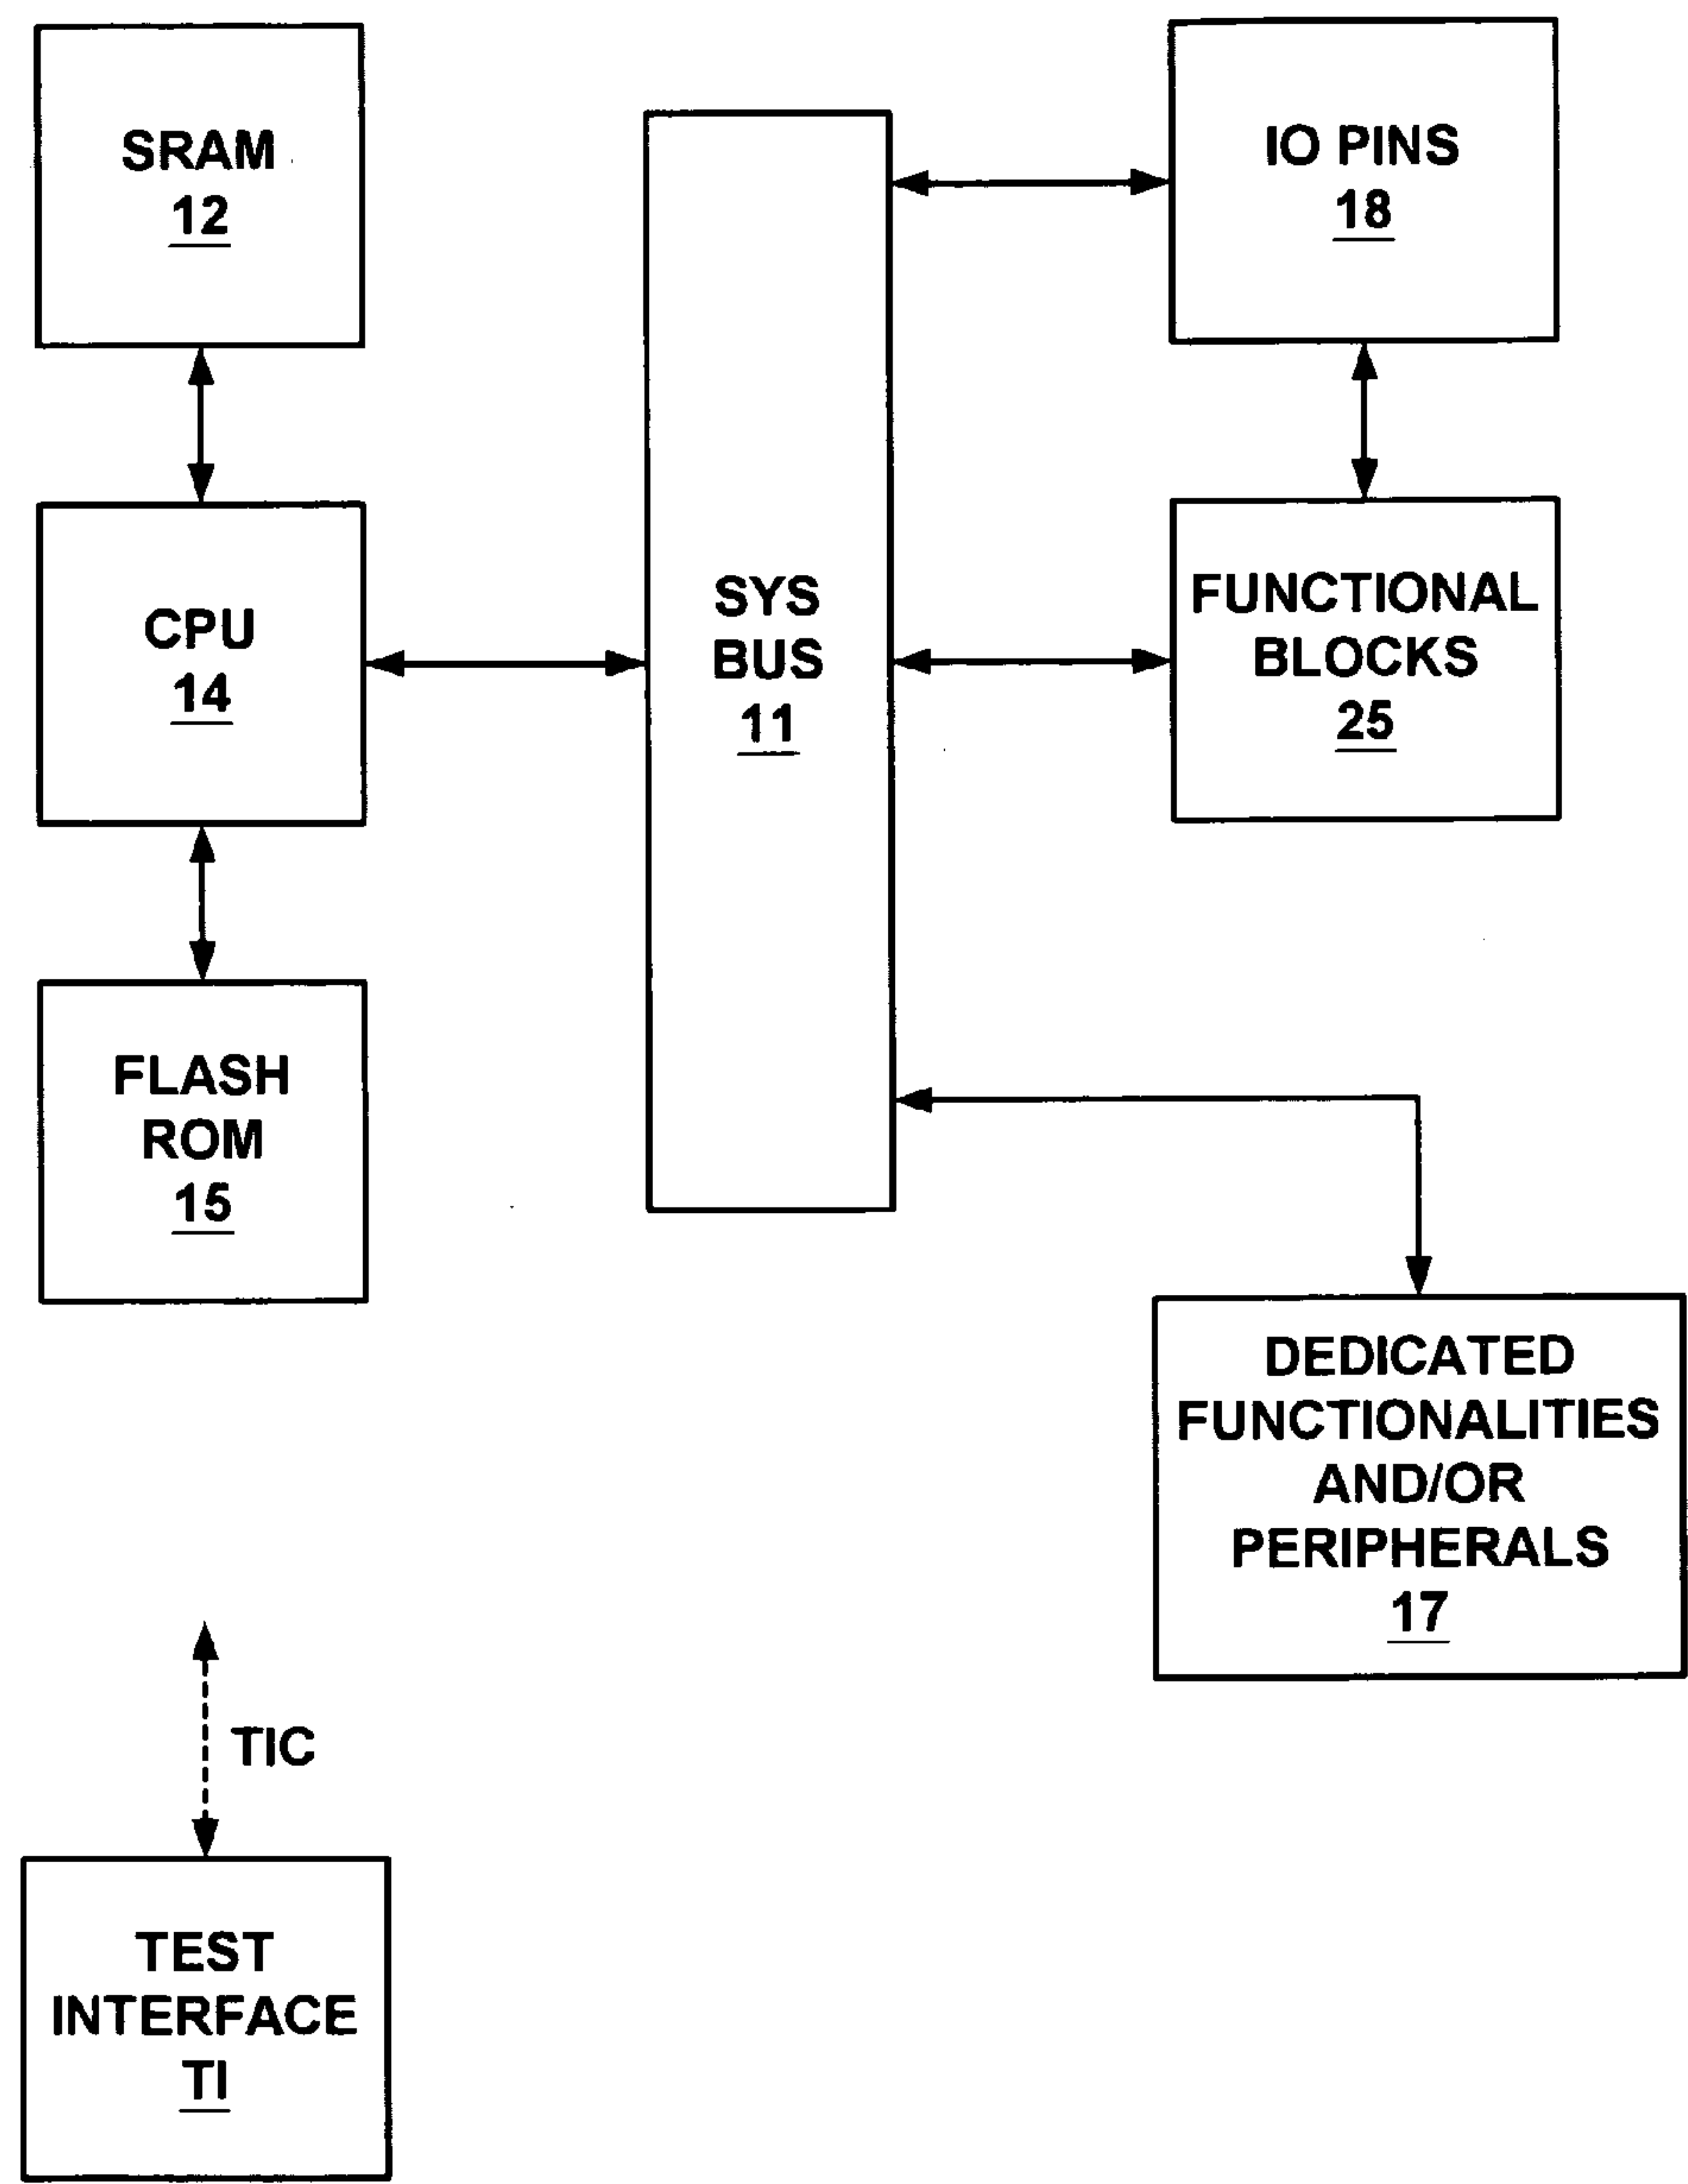 SRAM
12
IO PINS
18
CPU
14
SYS
BUS
11
FUNCTIONAL
BLOCKS
25
FLASH
ROM
15
DEDICATED
FUNCTIONALITIES
AND/OR
PERIPHERALS
17
TIC
TEST
INTERFACE
TI